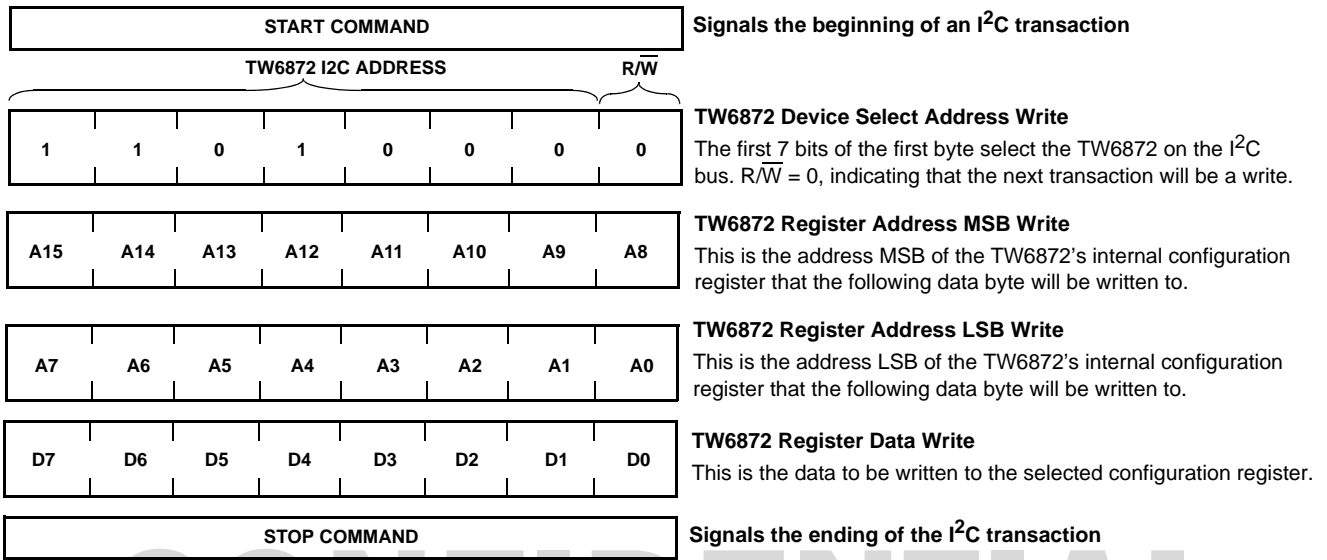 START COMMAND
Signals the beginning of an I2C transaction
TW6872 I2C ADDRESS R/W̅
1 1 0 1 0 0 0 0
TW6872 Device Select Address Write
The first 7 bits of the first byte select the TW6872 on the I2C
bus. R/W̅ = 0, indicating that the next transaction will be a write.
A15 A14 A13 A12 A11 A10 A9 A8
TW6872 Register Address MSB Write
This is the address MSB of the TW6872's internal configuration
register that the following data byte will be written to.
A7 A6 A5 A4 A3 A2 A1 A0
TW6872 Register Address LSB Write
This is the address LSB of the TW6872's internal configuration
register that the following data byte will be written to.
D7 D6 D5 D4 D3 D2 D1 D0
TW6872 Register Data Write
This is the data to be written to the selected configuration register.
STOP COMMAND
Signals the ending of the I2C transaction
CONFIDENTIAL